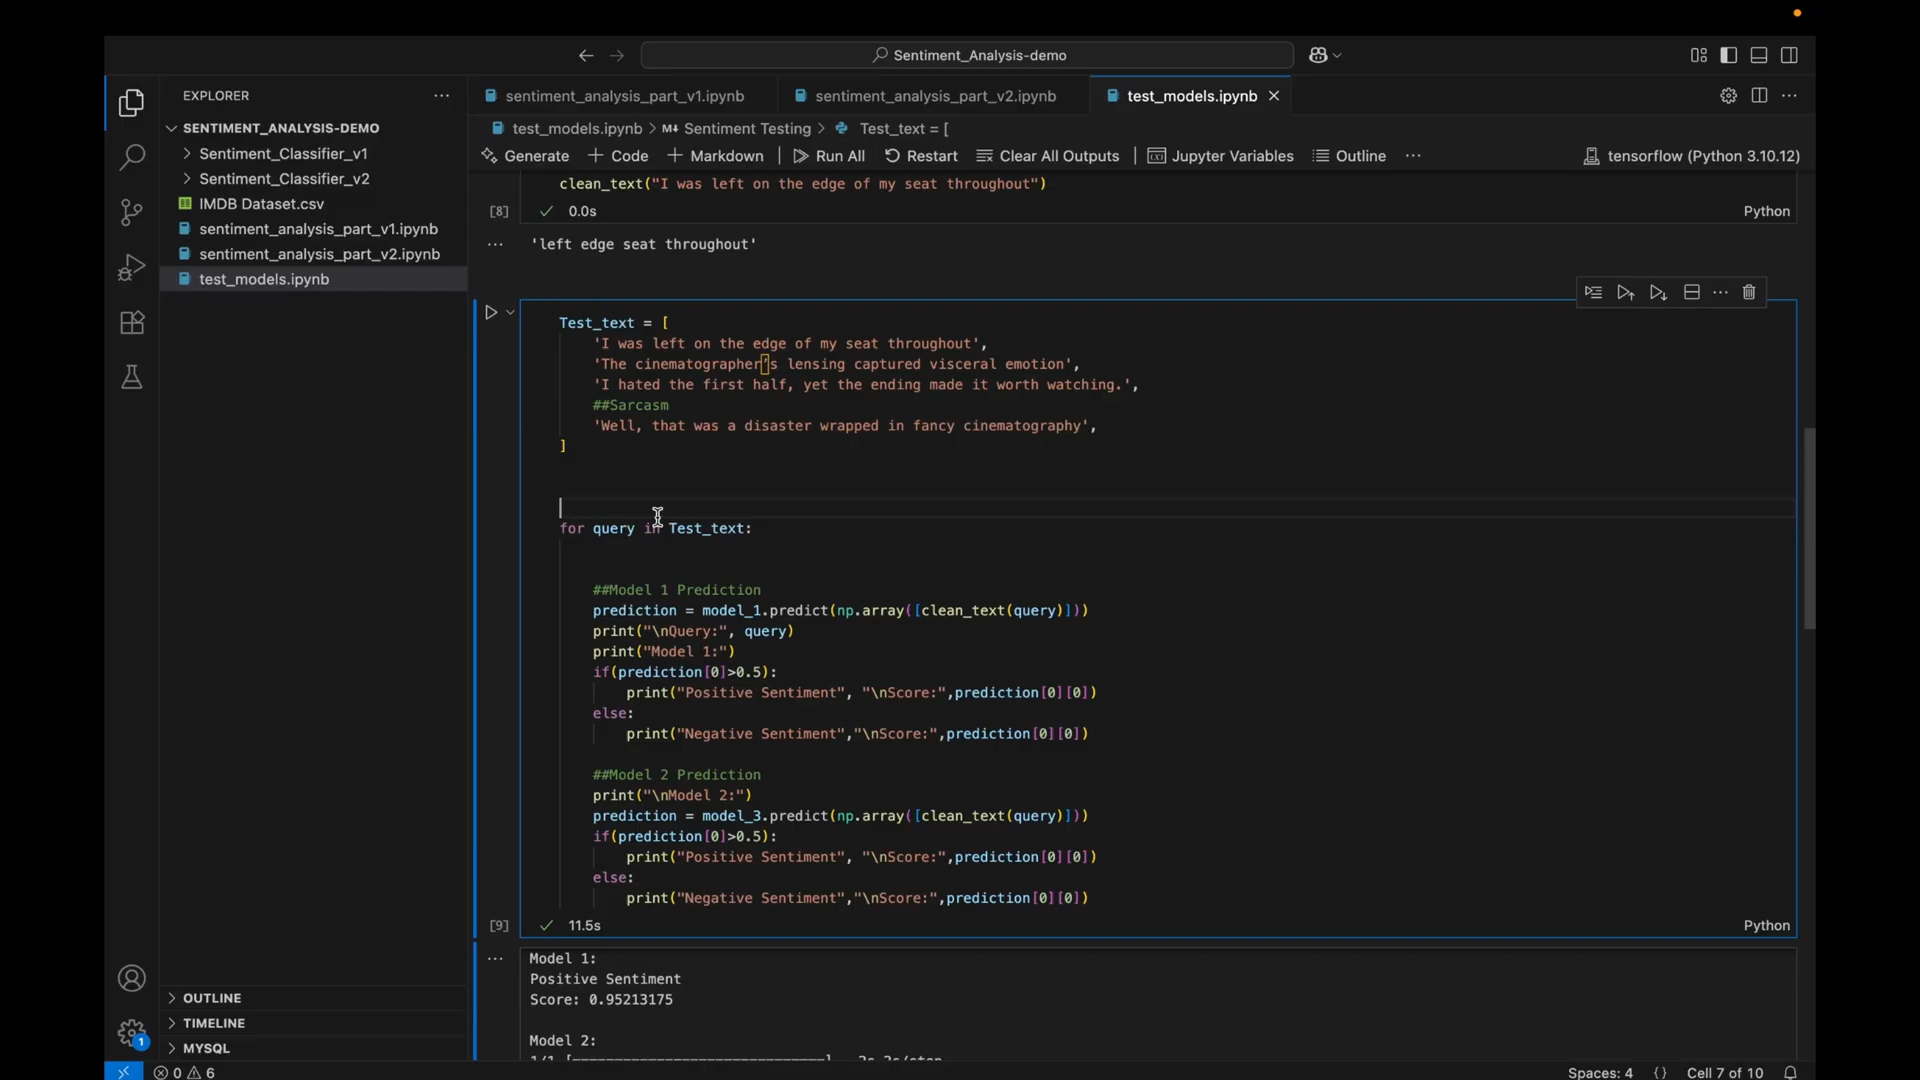 Sentiment_Analysis-demo
EXPLORER
SENTIMENT_ANALYSIS-DEMO
Sentiment_Classifier_v1
Sentiment_Classifier_v2
IMDB Dataset.csv
sentiment_analysis_part_v1.ipynb
sentiment_analysis_part_v2.ipynb
test_models.ipynb
OUTLINE
TIMELINE
MYSQL
1
0 6
sentiment_analysis_part_v1.ipynb
sentiment_analysis_part_v2.ipynb
test_models.ipynb
test_models.ipynb > M↓ Sentiment Testing > Test_text = [
Generate + Code + Markdown Run All Restart Clear All Outputs Jupyter Variables Outline ... tensorflow (Python 3.10.12)
clean_text("I was left on the edge of my seat throughout")
[8] 0.0s Python
... 'left edge seat throughout'
Test_text = [
'I was left on the edge of my seat throughout',
'The cinematographer’s lensing captured visceral emotion',
'I hated the first half, yet the ending made it worth watching.',
##Sarcasm
'Well, that was a disaster wrapped in fancy cinematography',
]
for query in Test_text:
##Model 1 Prediction
prediction = model_1.predict(np.array([clean_text(query)]))
print("\nQuery:", query)
print("Model 1:")
if(prediction[0]>0.5):
print("Positive Sentiment", "\nScore:",prediction[0][0])
else:
print("Negative Sentiment","\nScore:",prediction[0][0])
##Model 2 Prediction
print("\nModel 2:")
prediction = model_3.predict(np.array([clean_text(query)]))
if(prediction[0]>0.5):
print("Positive Sentiment", "\nScore:",prediction[0][0])
else:
print("Negative Sentiment","\nScore:",prediction[0][0])
[9] 11.5s Python
Model 1:
Positive Sentiment
Score: 0.95213175
Model 2:
1/1 [==============================] - 2s 2s/step
Spaces: 4 {} Cell 7 of 10